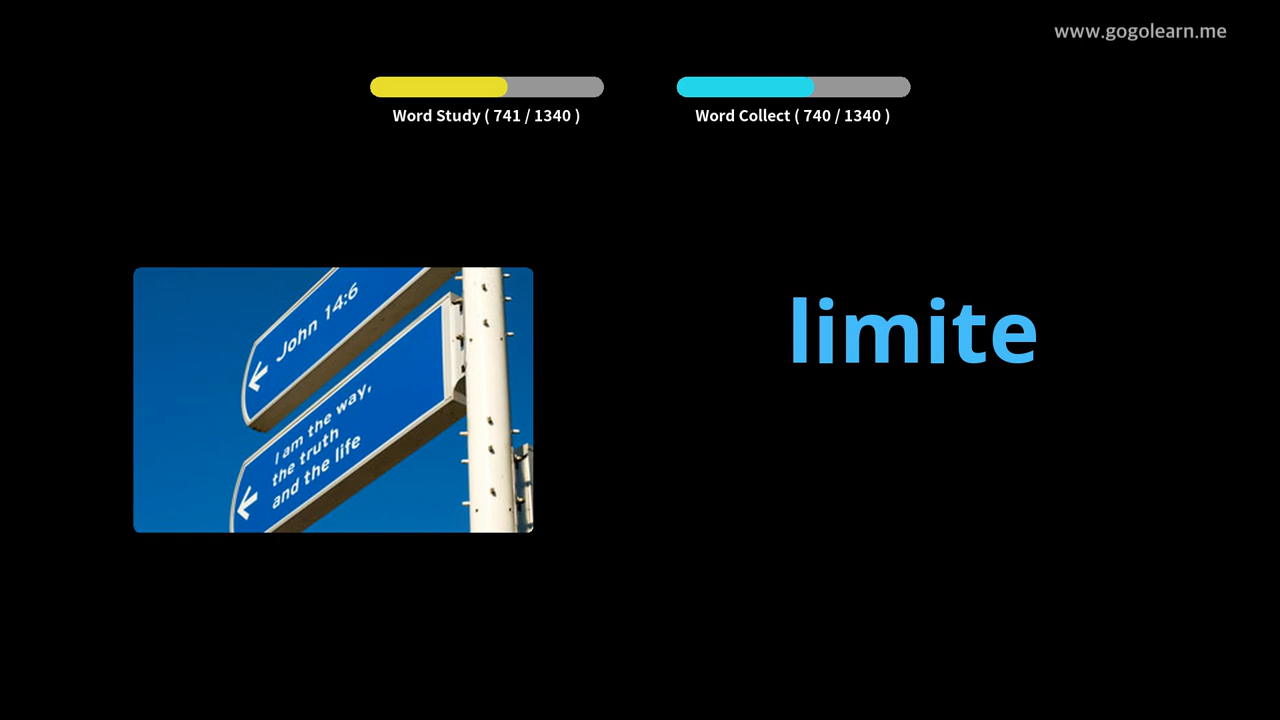 www.gogolearn.me
Word Study ( 741 / 1340 )
Word Collect ( 740 / 1340 )
John 14:6
I am the way,
the truth
and the life
limite